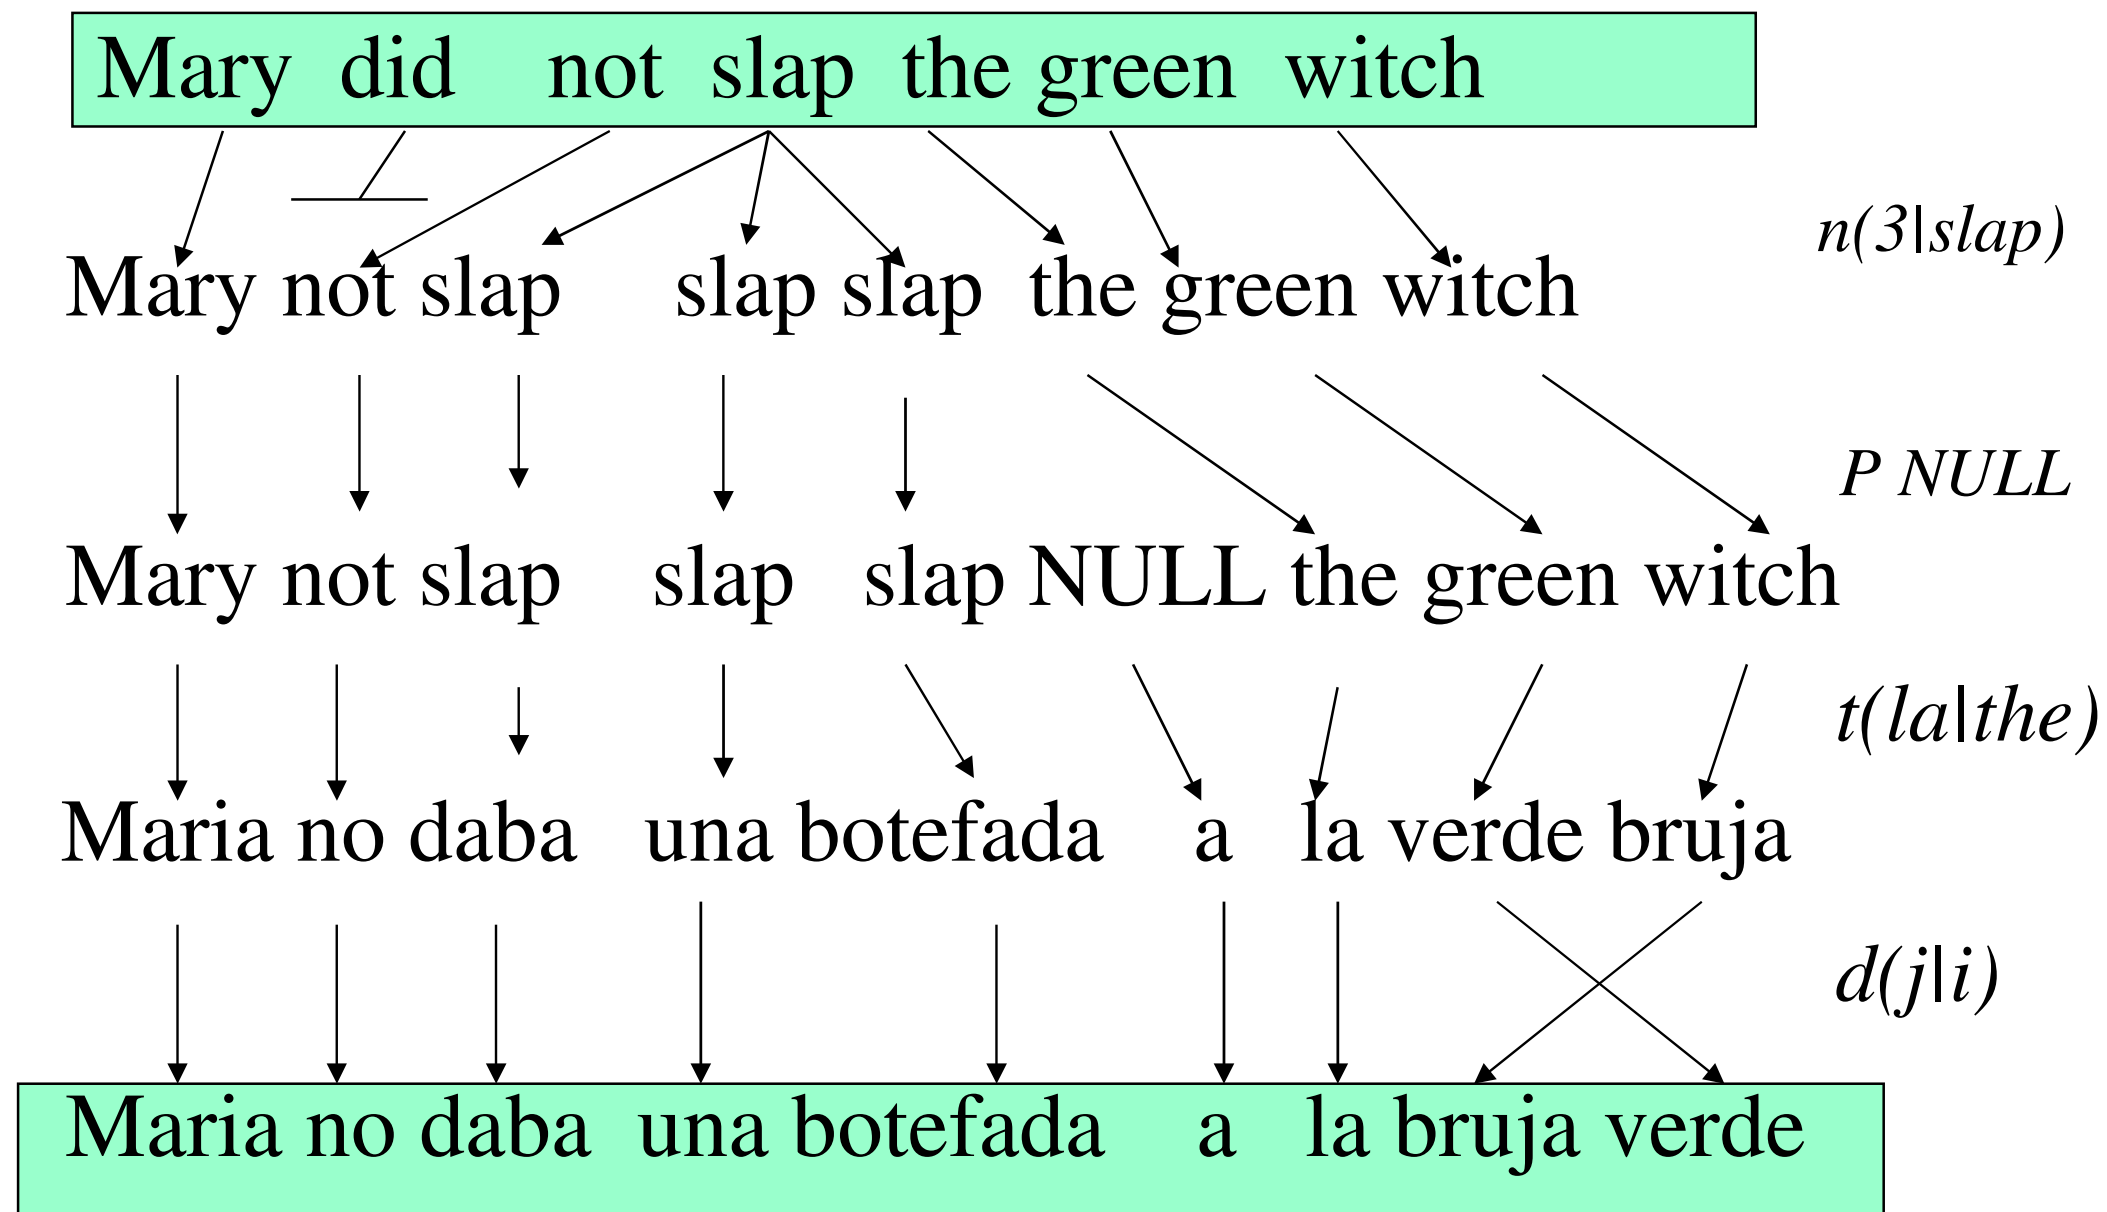 Mary did not slap the green witch
n(3|slap)
Mary not slap slap slap the green witch
P NULL
Mary not slap slap slap NULL the green witch
t(la|the)
Maria no daba una botefada a la verde bruja
d(j|i)
Maria no daba una botefada a la bruja verde